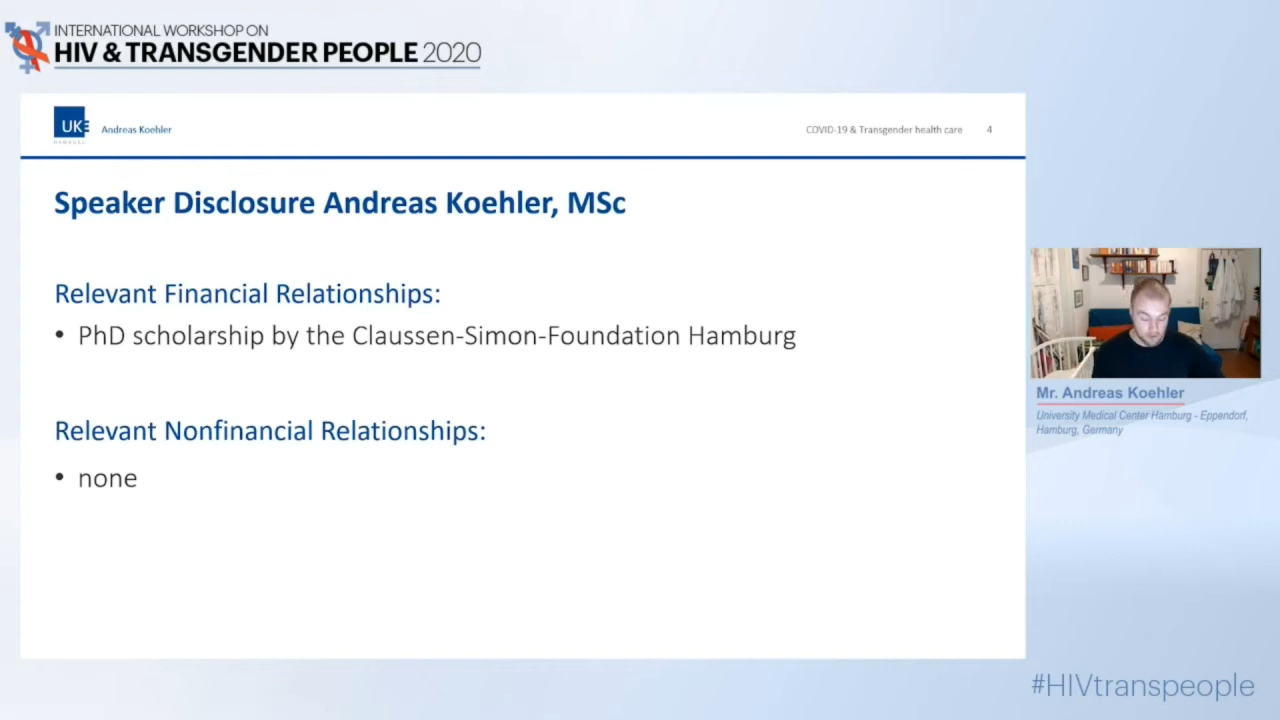 INTERNATIONAL WORKSHOP ON
HIV & TRANSGENDER PEOPLE 2020
UKE
HAMBURG
Andreas Koehler
COVID-19 & Transgender health care 4
Speaker Disclosure Andreas Koehler, MSc
Relevant Financial Relationships:
• PhD scholarship by the Claussen-Simon-Foundation Hamburg
Relevant Nonfinancial Relationships:
• none
Mr. Andreas Koehler
University Medical Center Hamburg - Eppendorf,
Hamburg, Germany
#HIVtranspeople